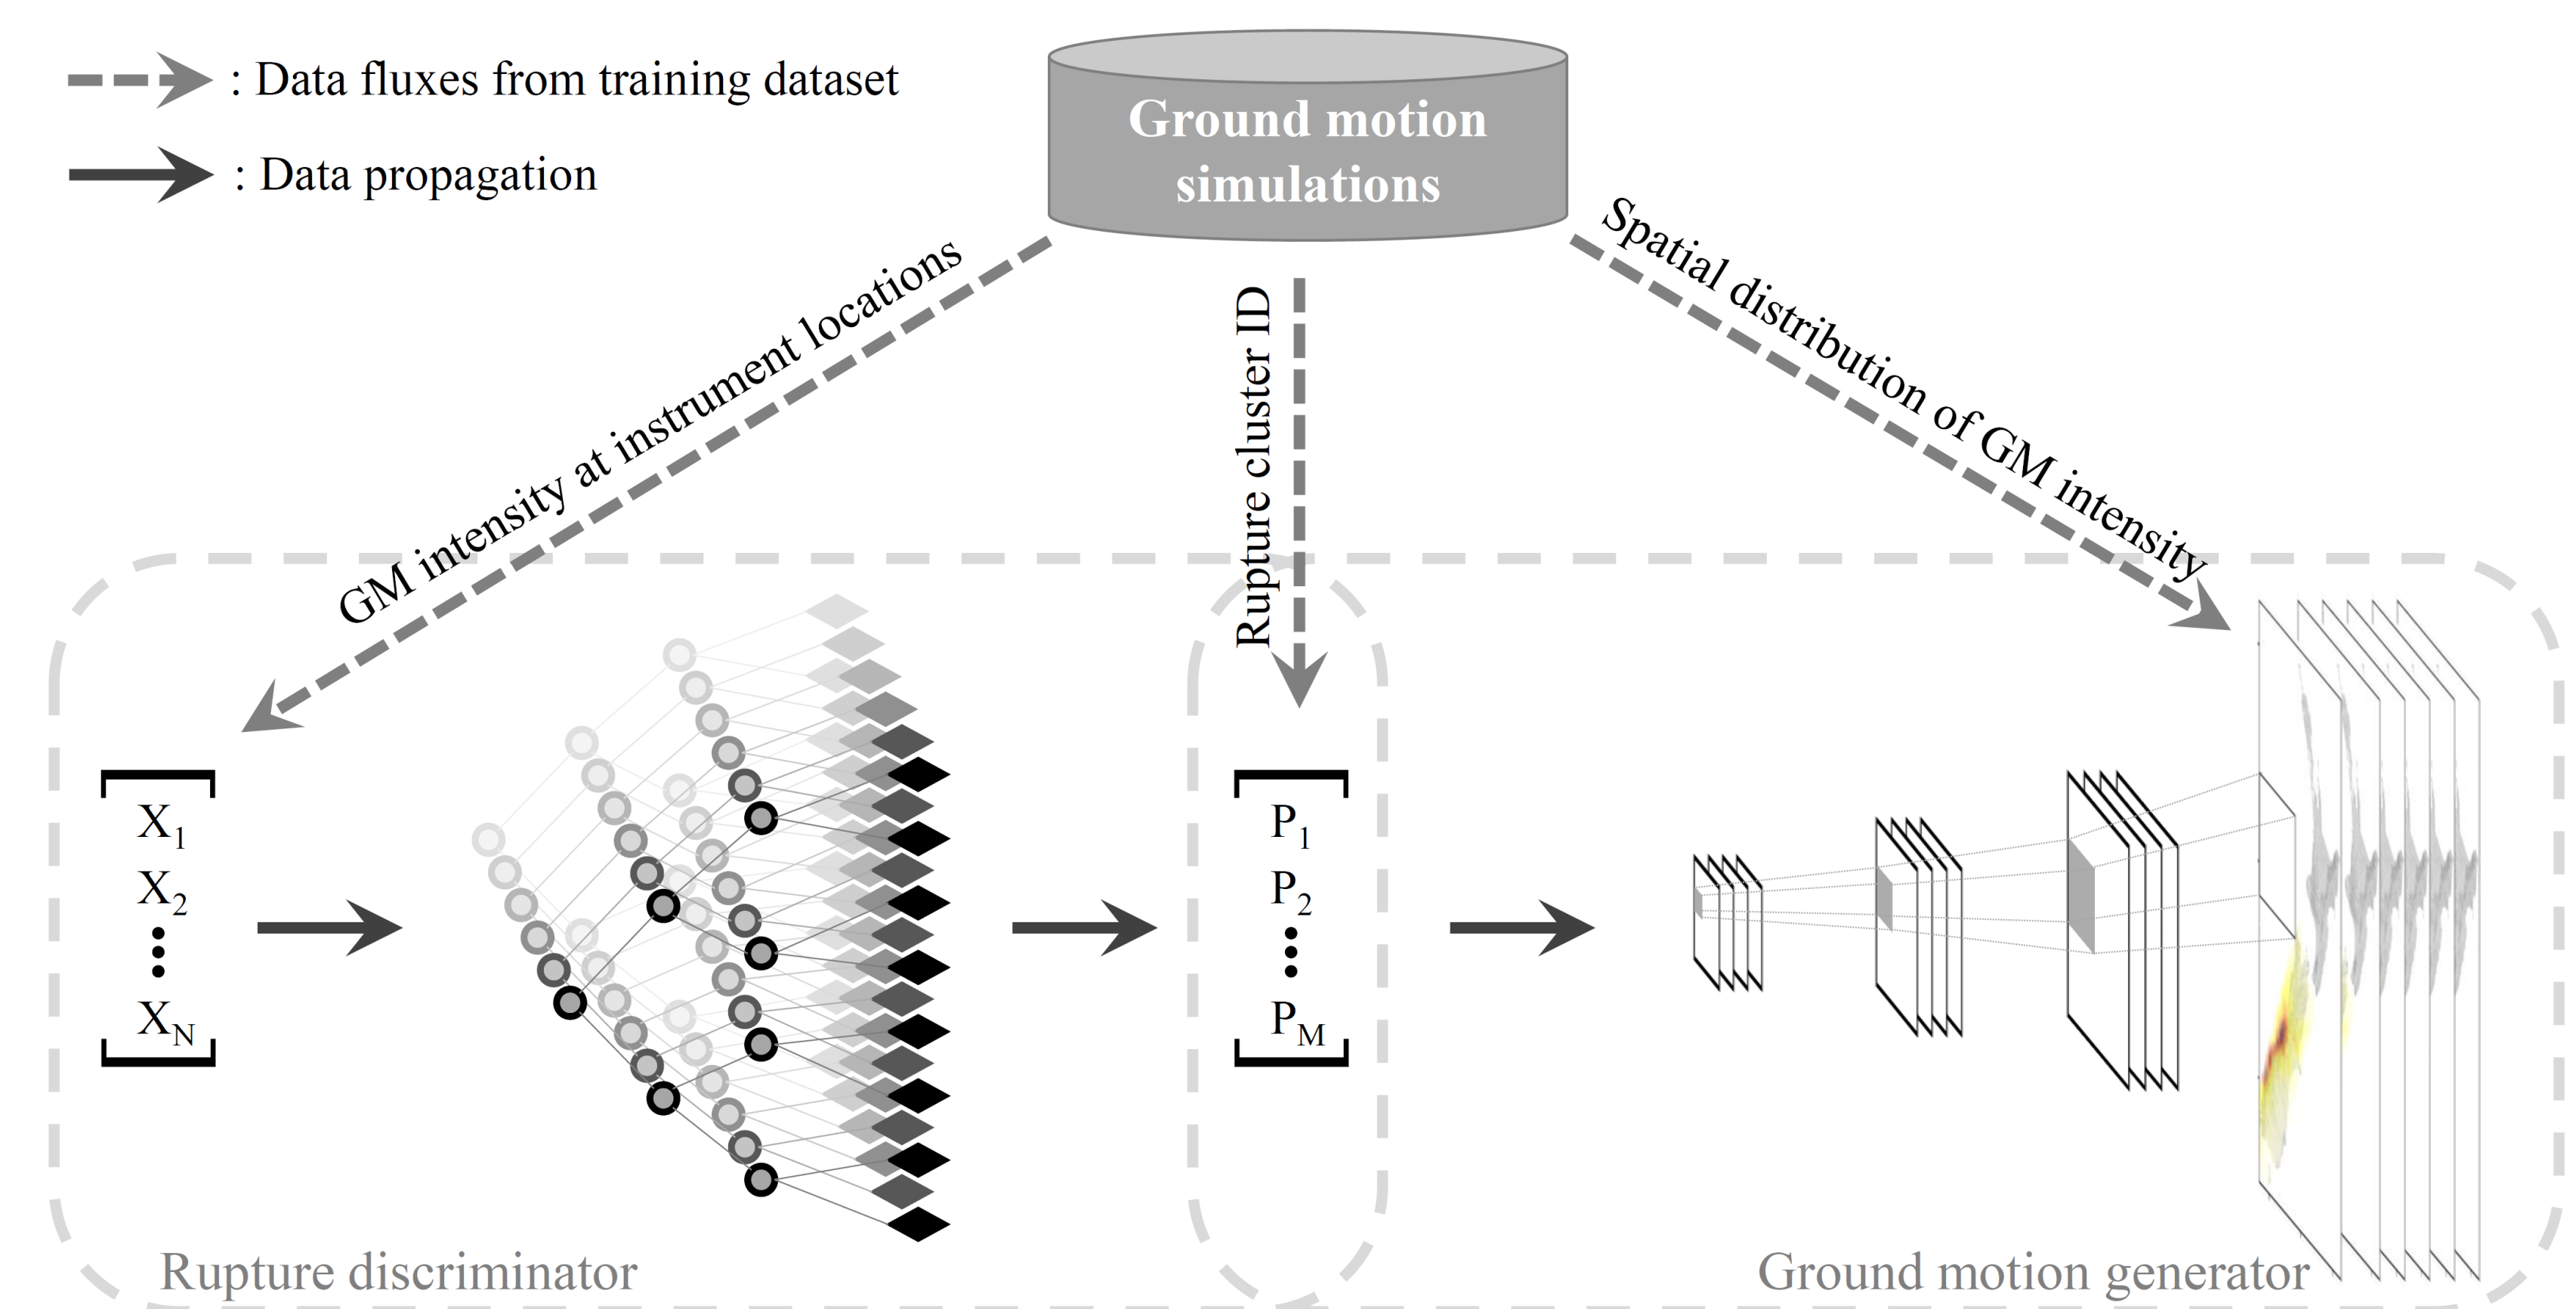 : Data fluxes from training dataset
: Data propagation
Ground motion
simulations
GM intensity at instrument locations
Rupture cluster ID
Spatial distribution of GM intensity
X1
X2
XN
P1
P2
PM
Rupture discriminator
Ground motion generator